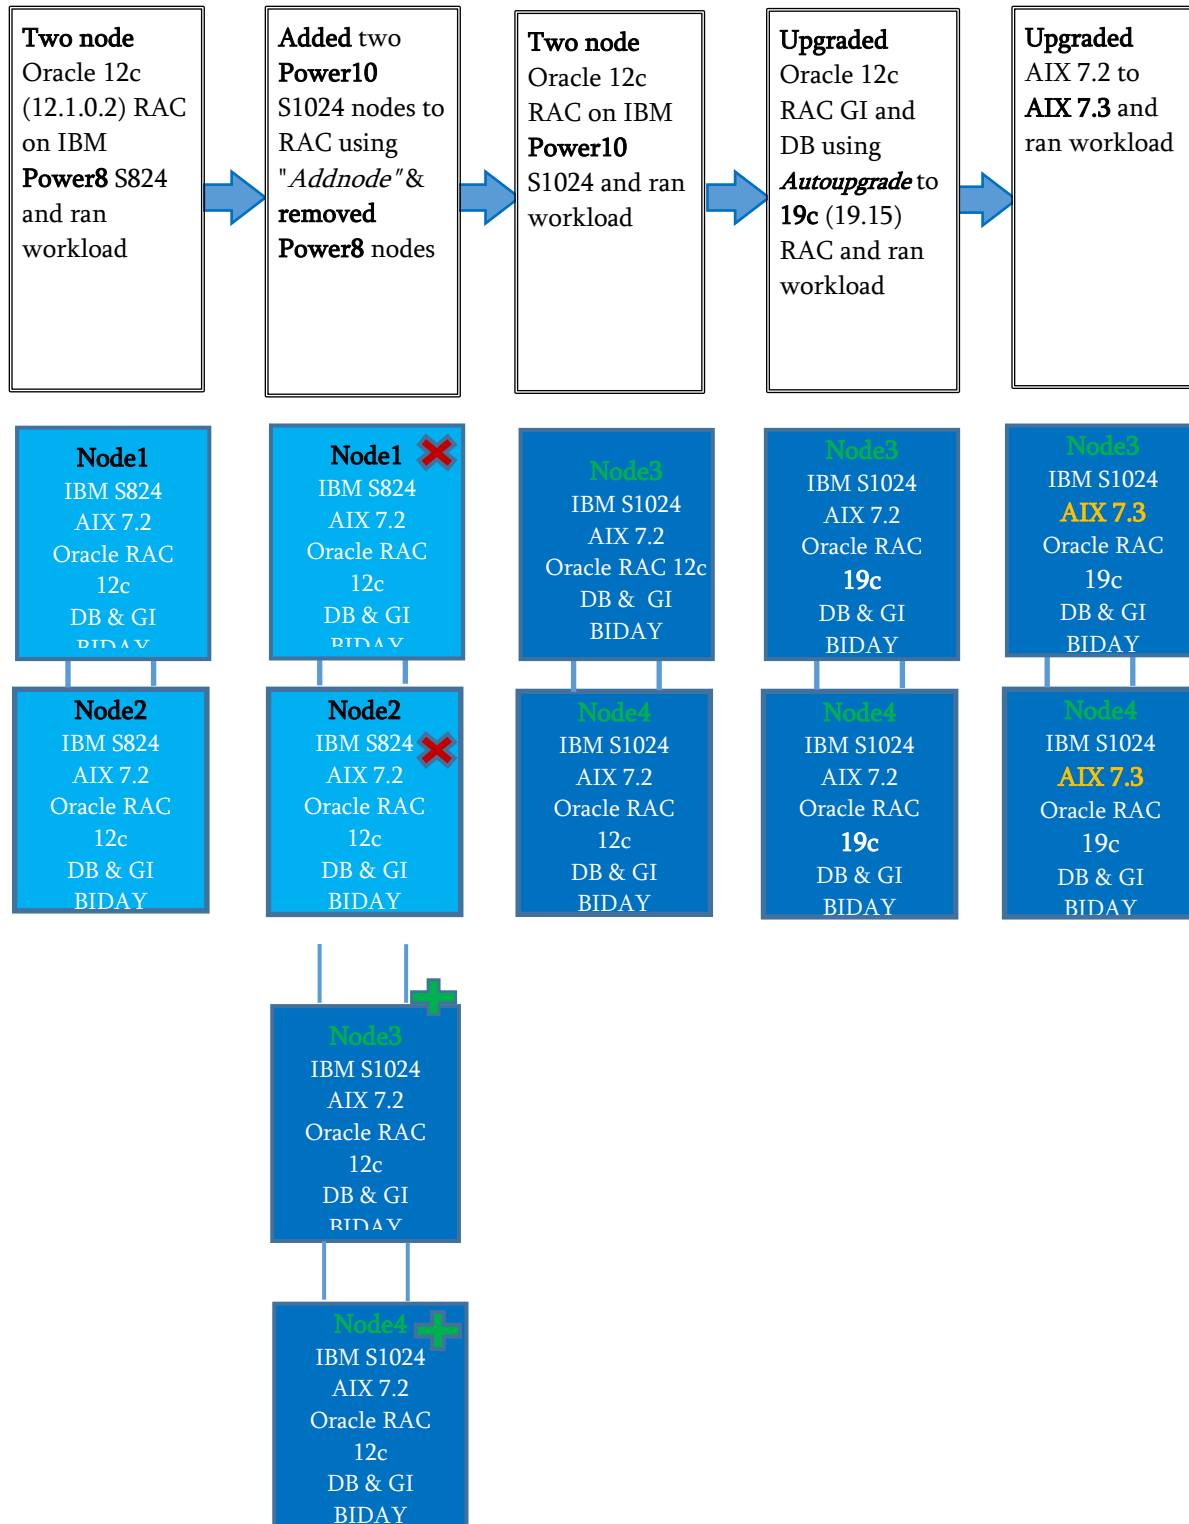 Two node
Oracle 12c
(12.1.0.2) RAC
on IBM
Power8 S824
and ran
workload
Added two
Power10
S1024 nodes to
RAC using
"Addnode" &
removed
Power8 nodes
Two node
Oracle 12c
RAC on IBM
Power10
S1024 and ran
workload
Upgraded
Oracle 12c
RAC GI and
DB using
Autoupgrade to
19c (19.15)
RAC and ran
workload
Upgraded
AIX 7.2 to
AIX 7.3 and
ran workload
Node1
IBM S824
AIX 7.2
Oracle RAC
12c
DB & GI
BIDAY
Node2
IBM S824
AIX 7.2
Oracle RAC
12c
DB & GI
BIDAY
Node1
IBM S824
AIX 7.2
Oracle RAC
12c
DB & GI
BIDAY
Node2
IBM S824
AIX 7.2
Oracle RAC
12c
DB & GI
BIDAY
Node3
IBM S1024
AIX 7.2
Oracle RAC
12c
DB & GI
BIDAY
Node4
IBM S1024
AIX 7.2
Oracle RAC
12c
DB & GI
BIDAY
Node3
IBM S1024
AIX 7.2
Oracle RAC 12c
DB & GI
BIDAY
Node4
IBM S1024
AIX 7.2
Oracle RAC
12c
DB & GI
BIDAY
Node3
IBM S1024
AIX 7.2
Oracle RAC
19c
DB & GI
BIDAY
Node4
IBM S1024
AIX 7.2
Oracle RAC
19c
DB & GI
BIDAY
Node3
IBM S1024
AIX 7.3
Oracle RAC
19c
DB & GI
BIDAY
Node4
IBM S1024
AIX 7.3
Oracle RAC
19c
DB & GI
BIDAY